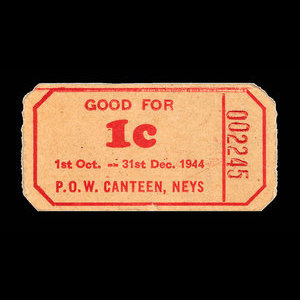 GOOD FOR
1c
1st Oct. -- 31st Dec. 1944
P.O.W. CANTEEN, NEYS
002245